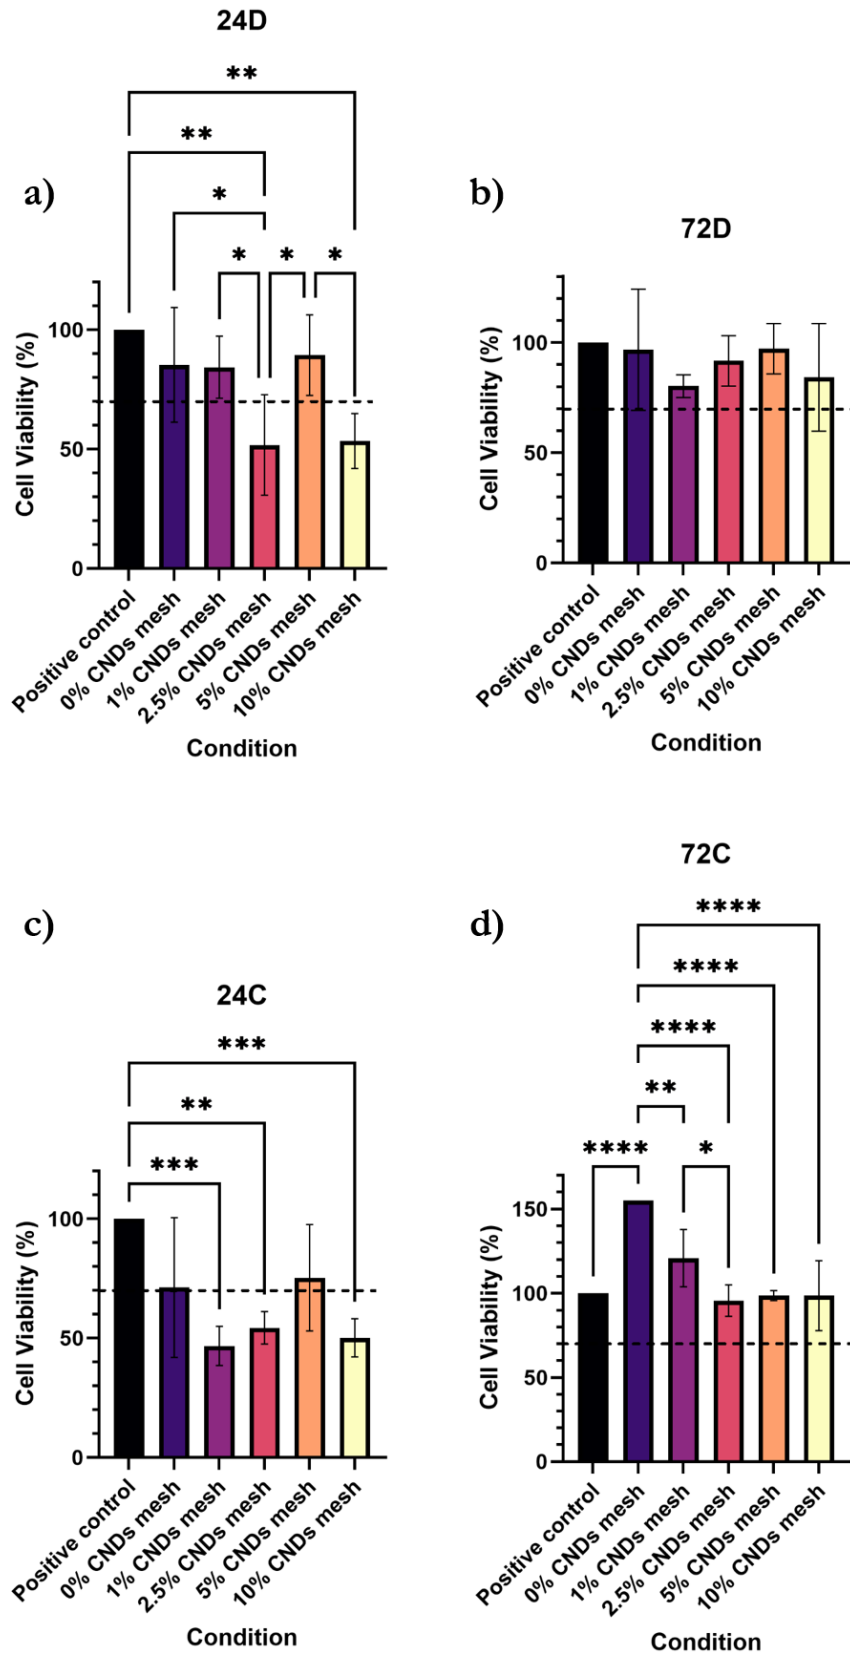 24D
**
**
a)
*
*
*
*
100
50
0
Cell Viability (%)
Positive control
0% CNDs mesh
1% CNDs mesh
2.5% CNDs mesh
5% CNDs mesh
10% CNDs mesh
Condition
b)
72D
100
50
0
Cell Viability (%)
Positive control
0% CNDs mesh
1% CNDs mesh
2.5% CNDs mesh
5% CNDs mesh
10% CNDs mesh
Condition
c)
24C
***
**
***
100
50
0
Cell Viability (%)
Positive control
0% CNDs mesh
1% CNDs mesh
2.5% CNDs mesh
5% CNDs mesh
10% CNDs mesh
Condition
72C
d)
****
****
****
**
****
*
150
100
50
0
Cell Viability (%)
Positive control
0% CNDs mesh
1% CNDs mesh
2.5% CNDs mesh
5% CNDs mesh
10% CNDs mesh
Condition